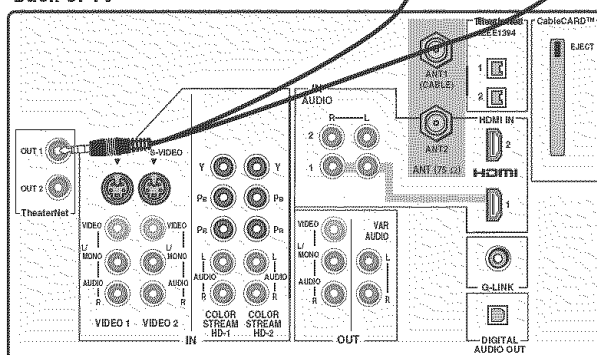 Back of TV
TheaterNet
IEEE1394
CableCARD™
EJECT
ANT1
(CABLE)
1
2
IN
AUDIO
R L
2
1
ANT2
ANT (75 Ω)
HDMI IN
2
HDMI
1
OUT 1
OUT 2
TheaterNet
S-VIDEO
VIDEO VIDEO
L/
MONO
L/
MONO
AUDIO AUDIO
R R
VIDEO 1 VIDEO 2
Y Y
PB PB
PR PR
L L
AUDIO AUDIO
R R
COLOR
STREAM
HD-1
COLOR
STREAM
HD-2
IN
VIDEO
L/
MONO
AUDIO
R
VAR
AUDIO
L
R
OUT
G-LINK
DIGITAL
AUDIO OUT